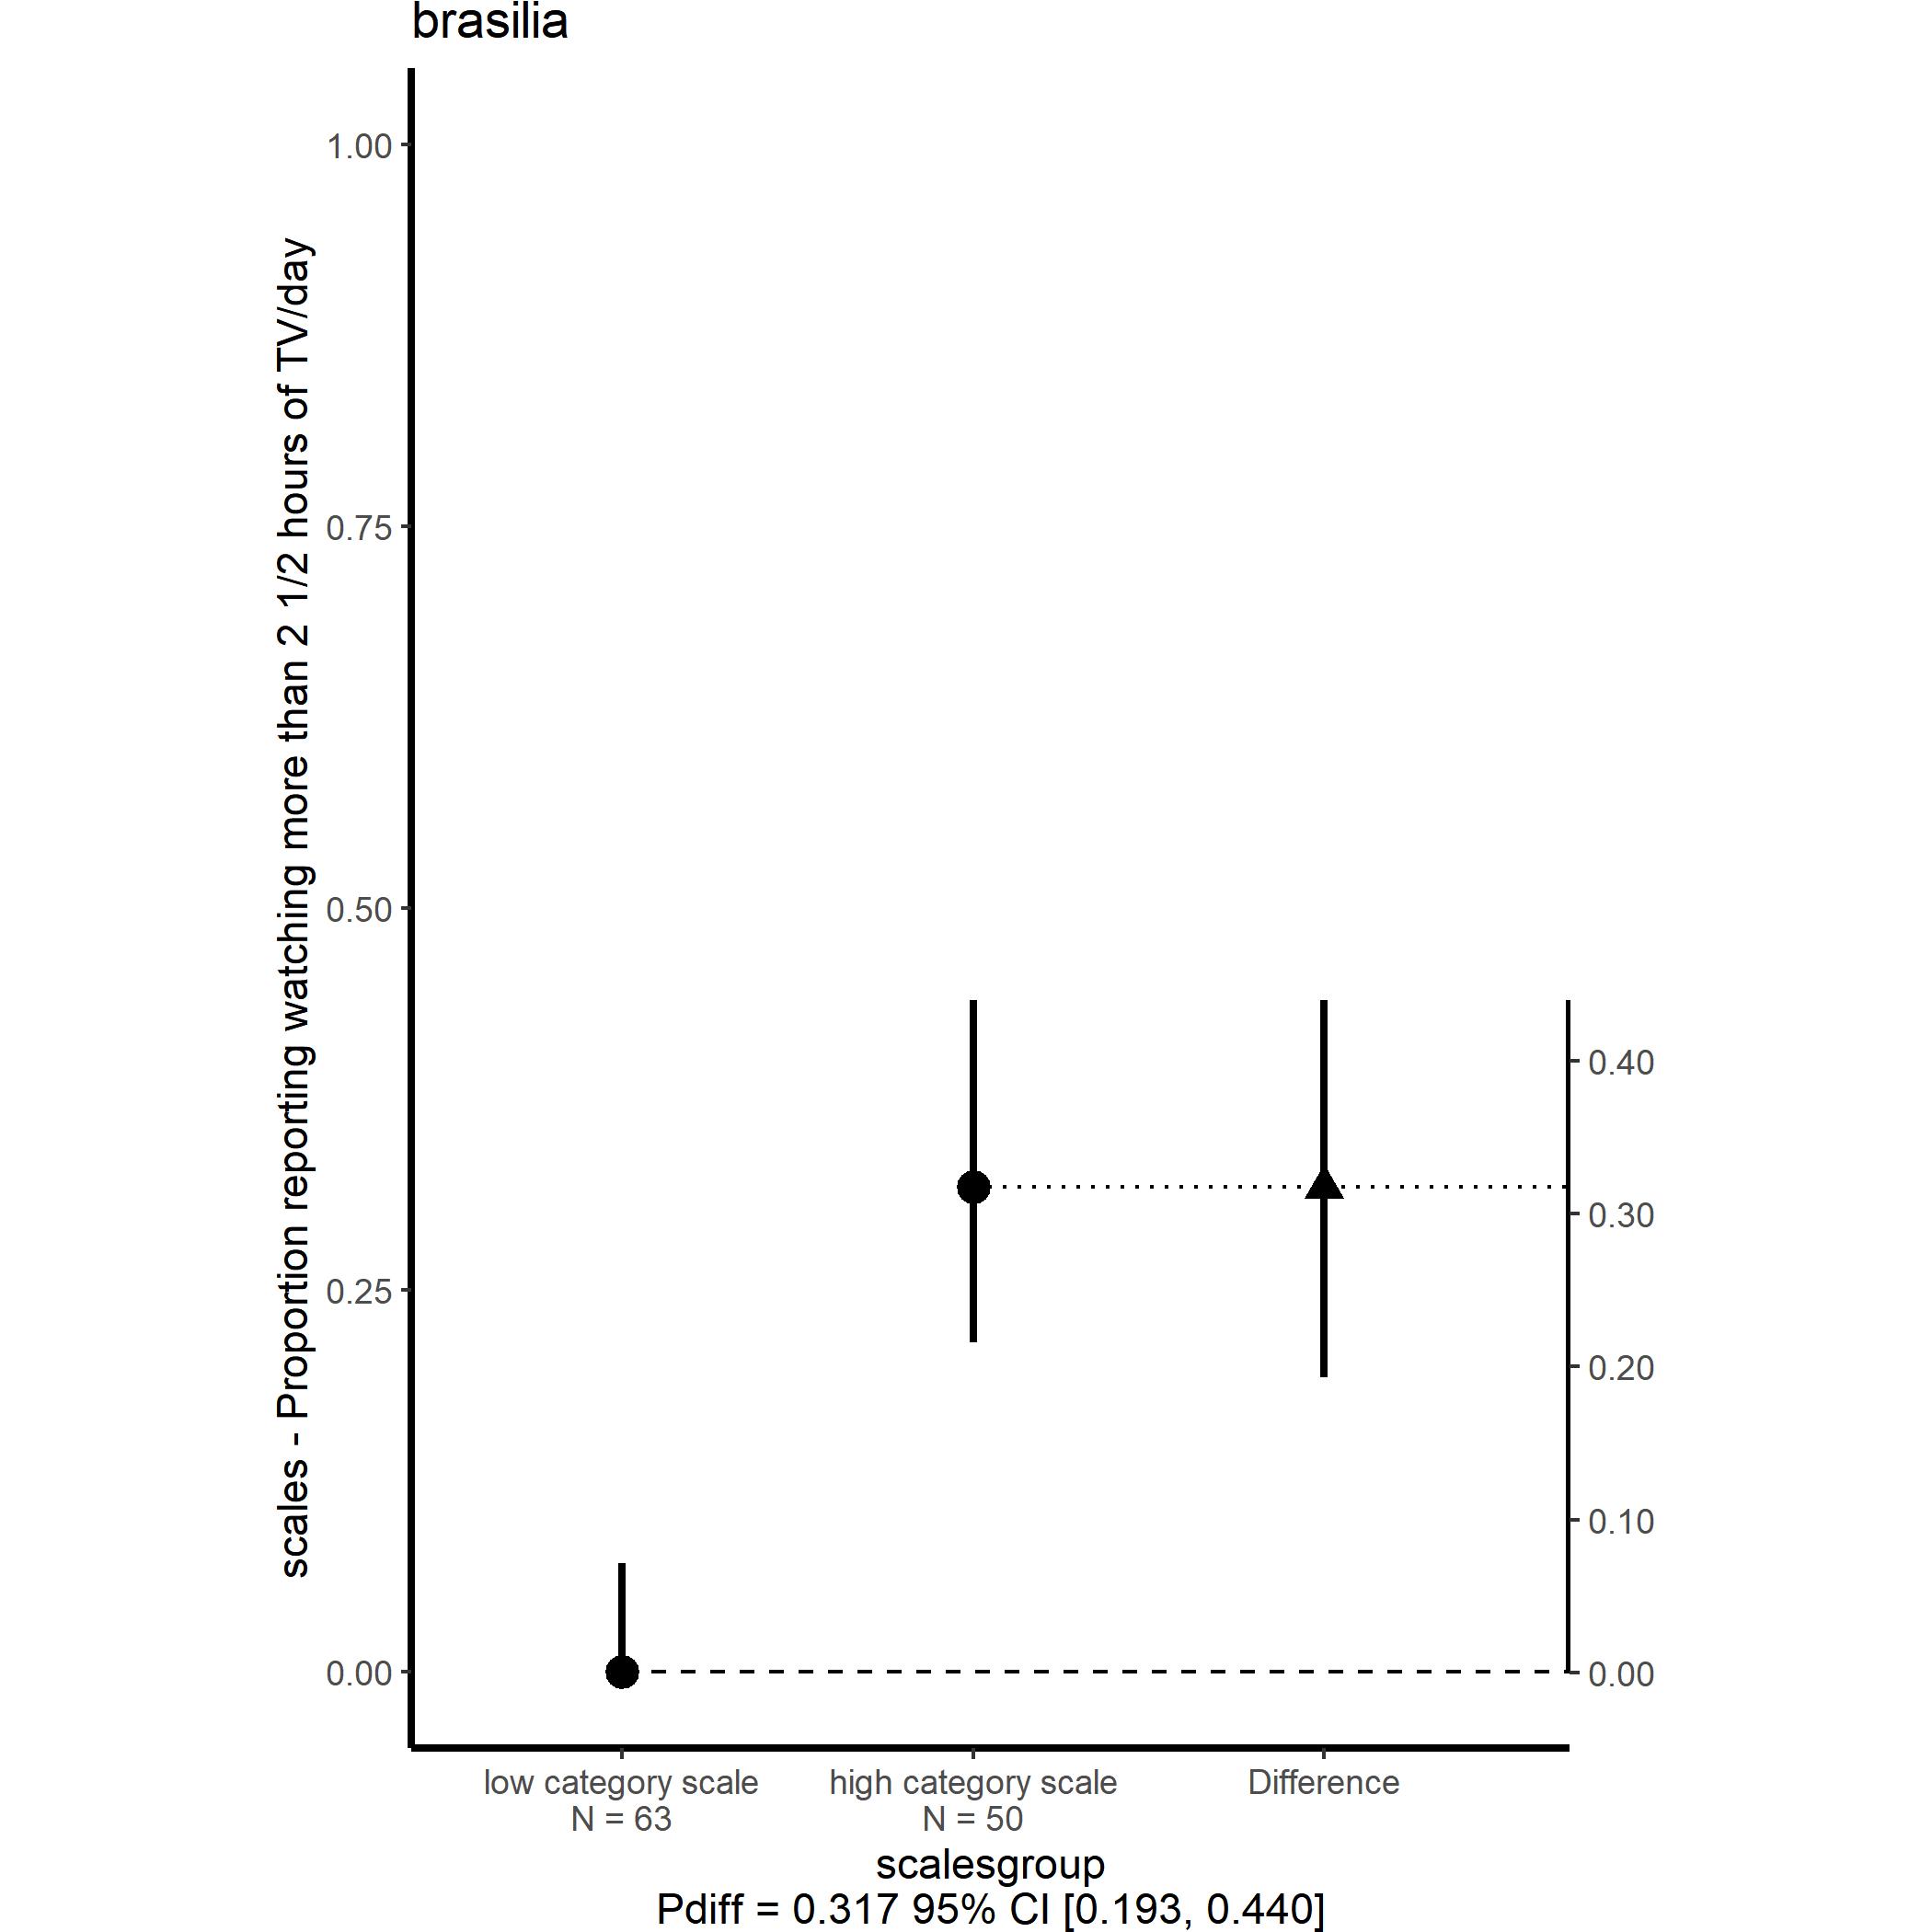 brasilia
scales - Proportion reporting watching more than 2 1/2 hours of TV/day
1.00
0.75
0.50
0.25
0.00
0.40
0.30
0.20
0.10
0.00
low category scale
N = 63
high category scale
N = 50
Difference
scalesgroup
Pdiff = 0.317 95% CI [0.193, 0.440]